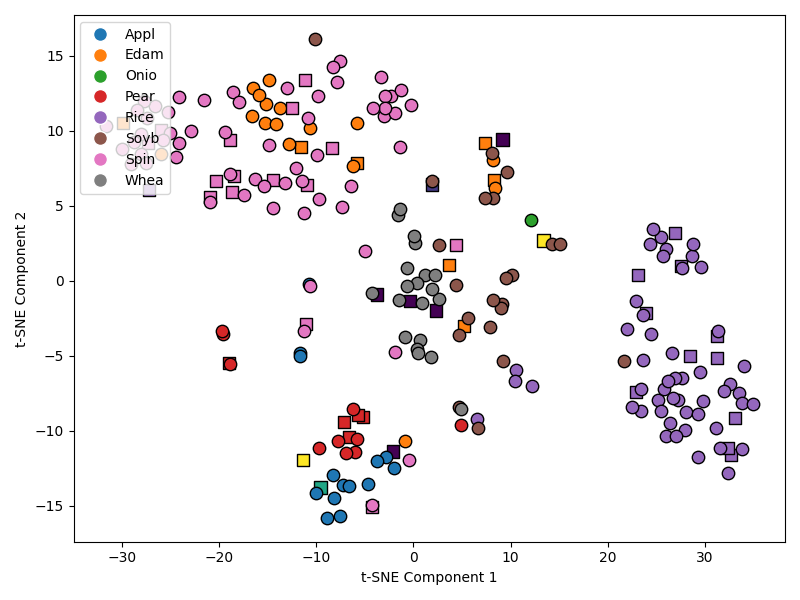 Appl
Edam
Onio
Pear
Rice
Soyb
Spin
Whea
15
10
5
0
−5
−10
−15
t-SNE Component 2
−30
−20
−10
0
10
20
30
t-SNE Component 1